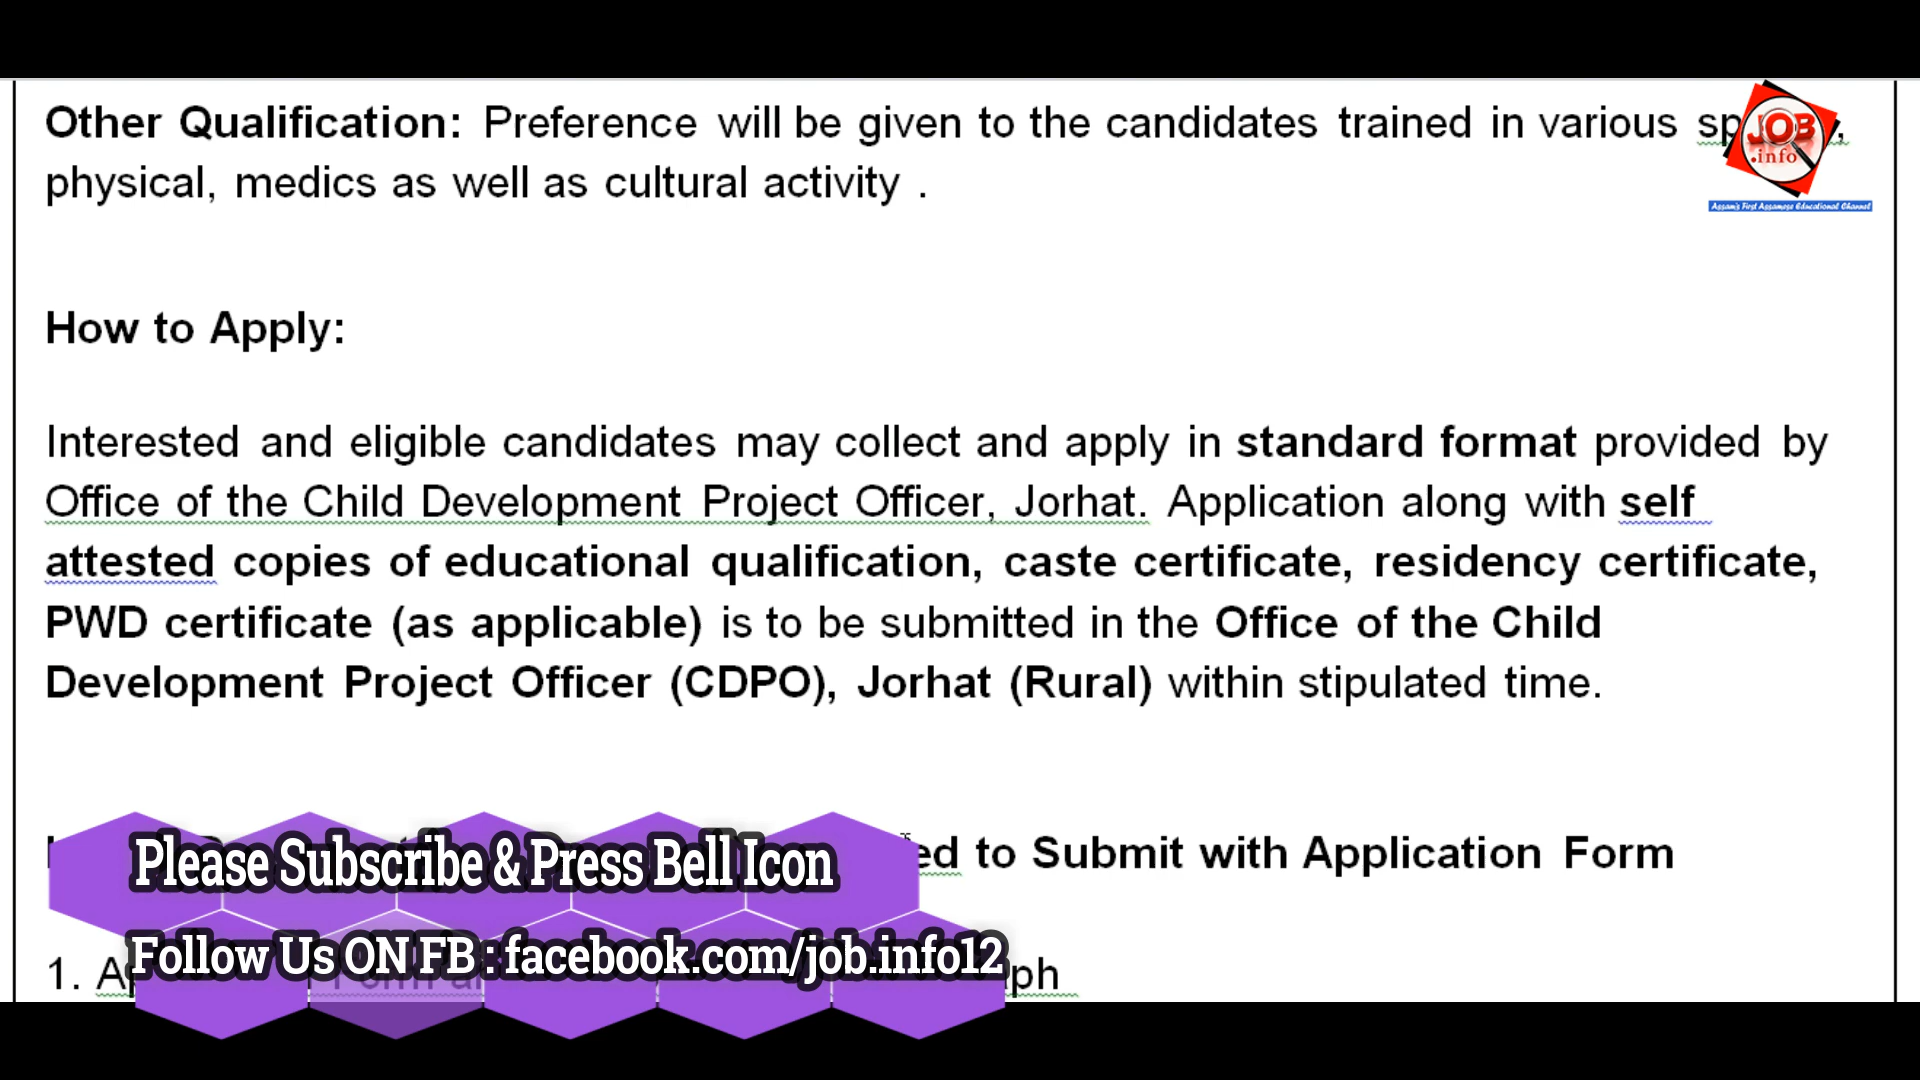 Other Qualification: Preference will be given to the candidates trained in various
physical, medics as well as cultural activity .
JOB
.info
Assam's First Assamese Educational Channel
How to Apply:
Interested and eligible candidates may collect and apply in standard format provided by
Office of the Child Development Project Officer, Jorhat. Application along with self
attested copies of educational qualification, caste certificate, residency certificate,
PWD certificate (as applicable) is to be submitted in the Office of the Child
Development Project Officer (CDPO), Jorhat (Rural) within stipulated time.
to Submit with Application Form
Please Subscribe & Press Bell Icon
1.
Follow Us ON FB : facebook.com/job.info12